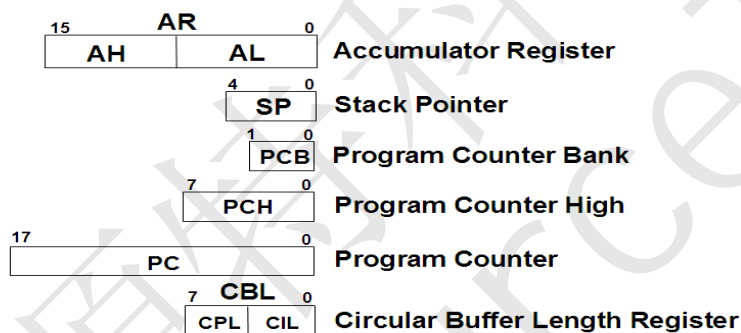 AR
15 0
AH AL Accumulator Register
4 0
SP Stack Pointer
1 0
PCB Program Counter Bank
7 0
PCH Program Counter High
17 0
PC Program Counter
7 CBL 0
CPL CIL Circular Buffer Length Register